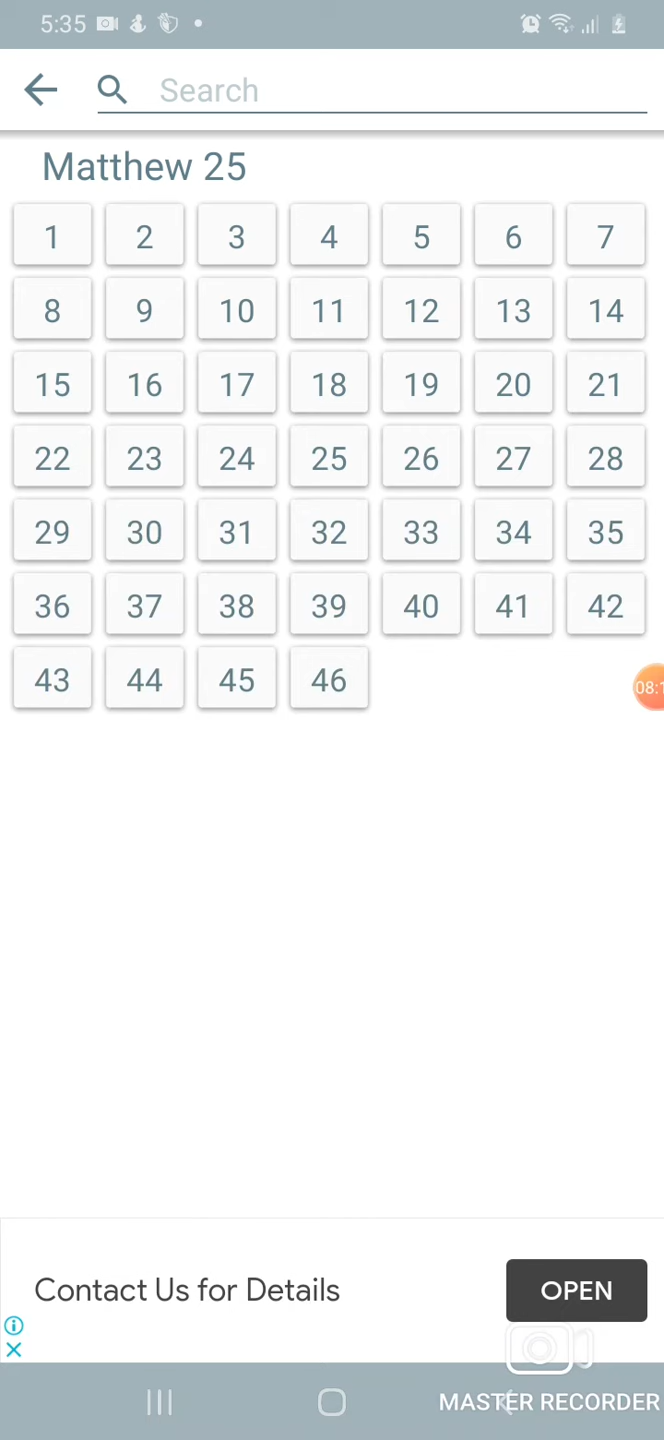 5:35
Search
Matthew 25
1 2 3 4 5 6 7
8 9 10 11 12 13 14
15 16 17 18 19 20 21
22 23 24 25 26 27 28
29 30 31 32 33 34 35
36 37 38 39 40 41 42
43 44 45 46
08:1
Contact Us for Details
OPEN
MASTER RECORDER